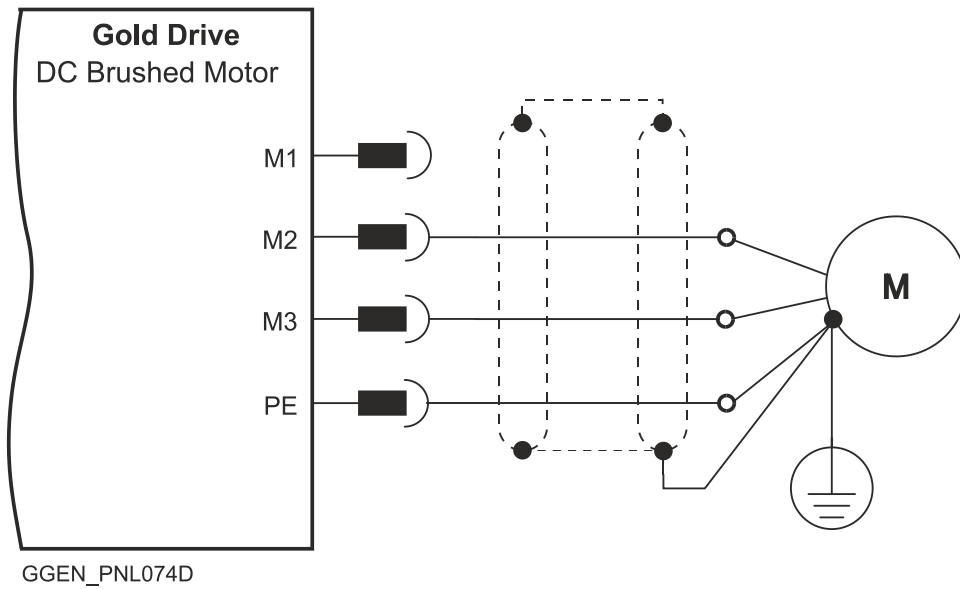 Gold Drive
DC Brushed Motor
M1
M2
M3
PE
M
GGEN_PNL074D